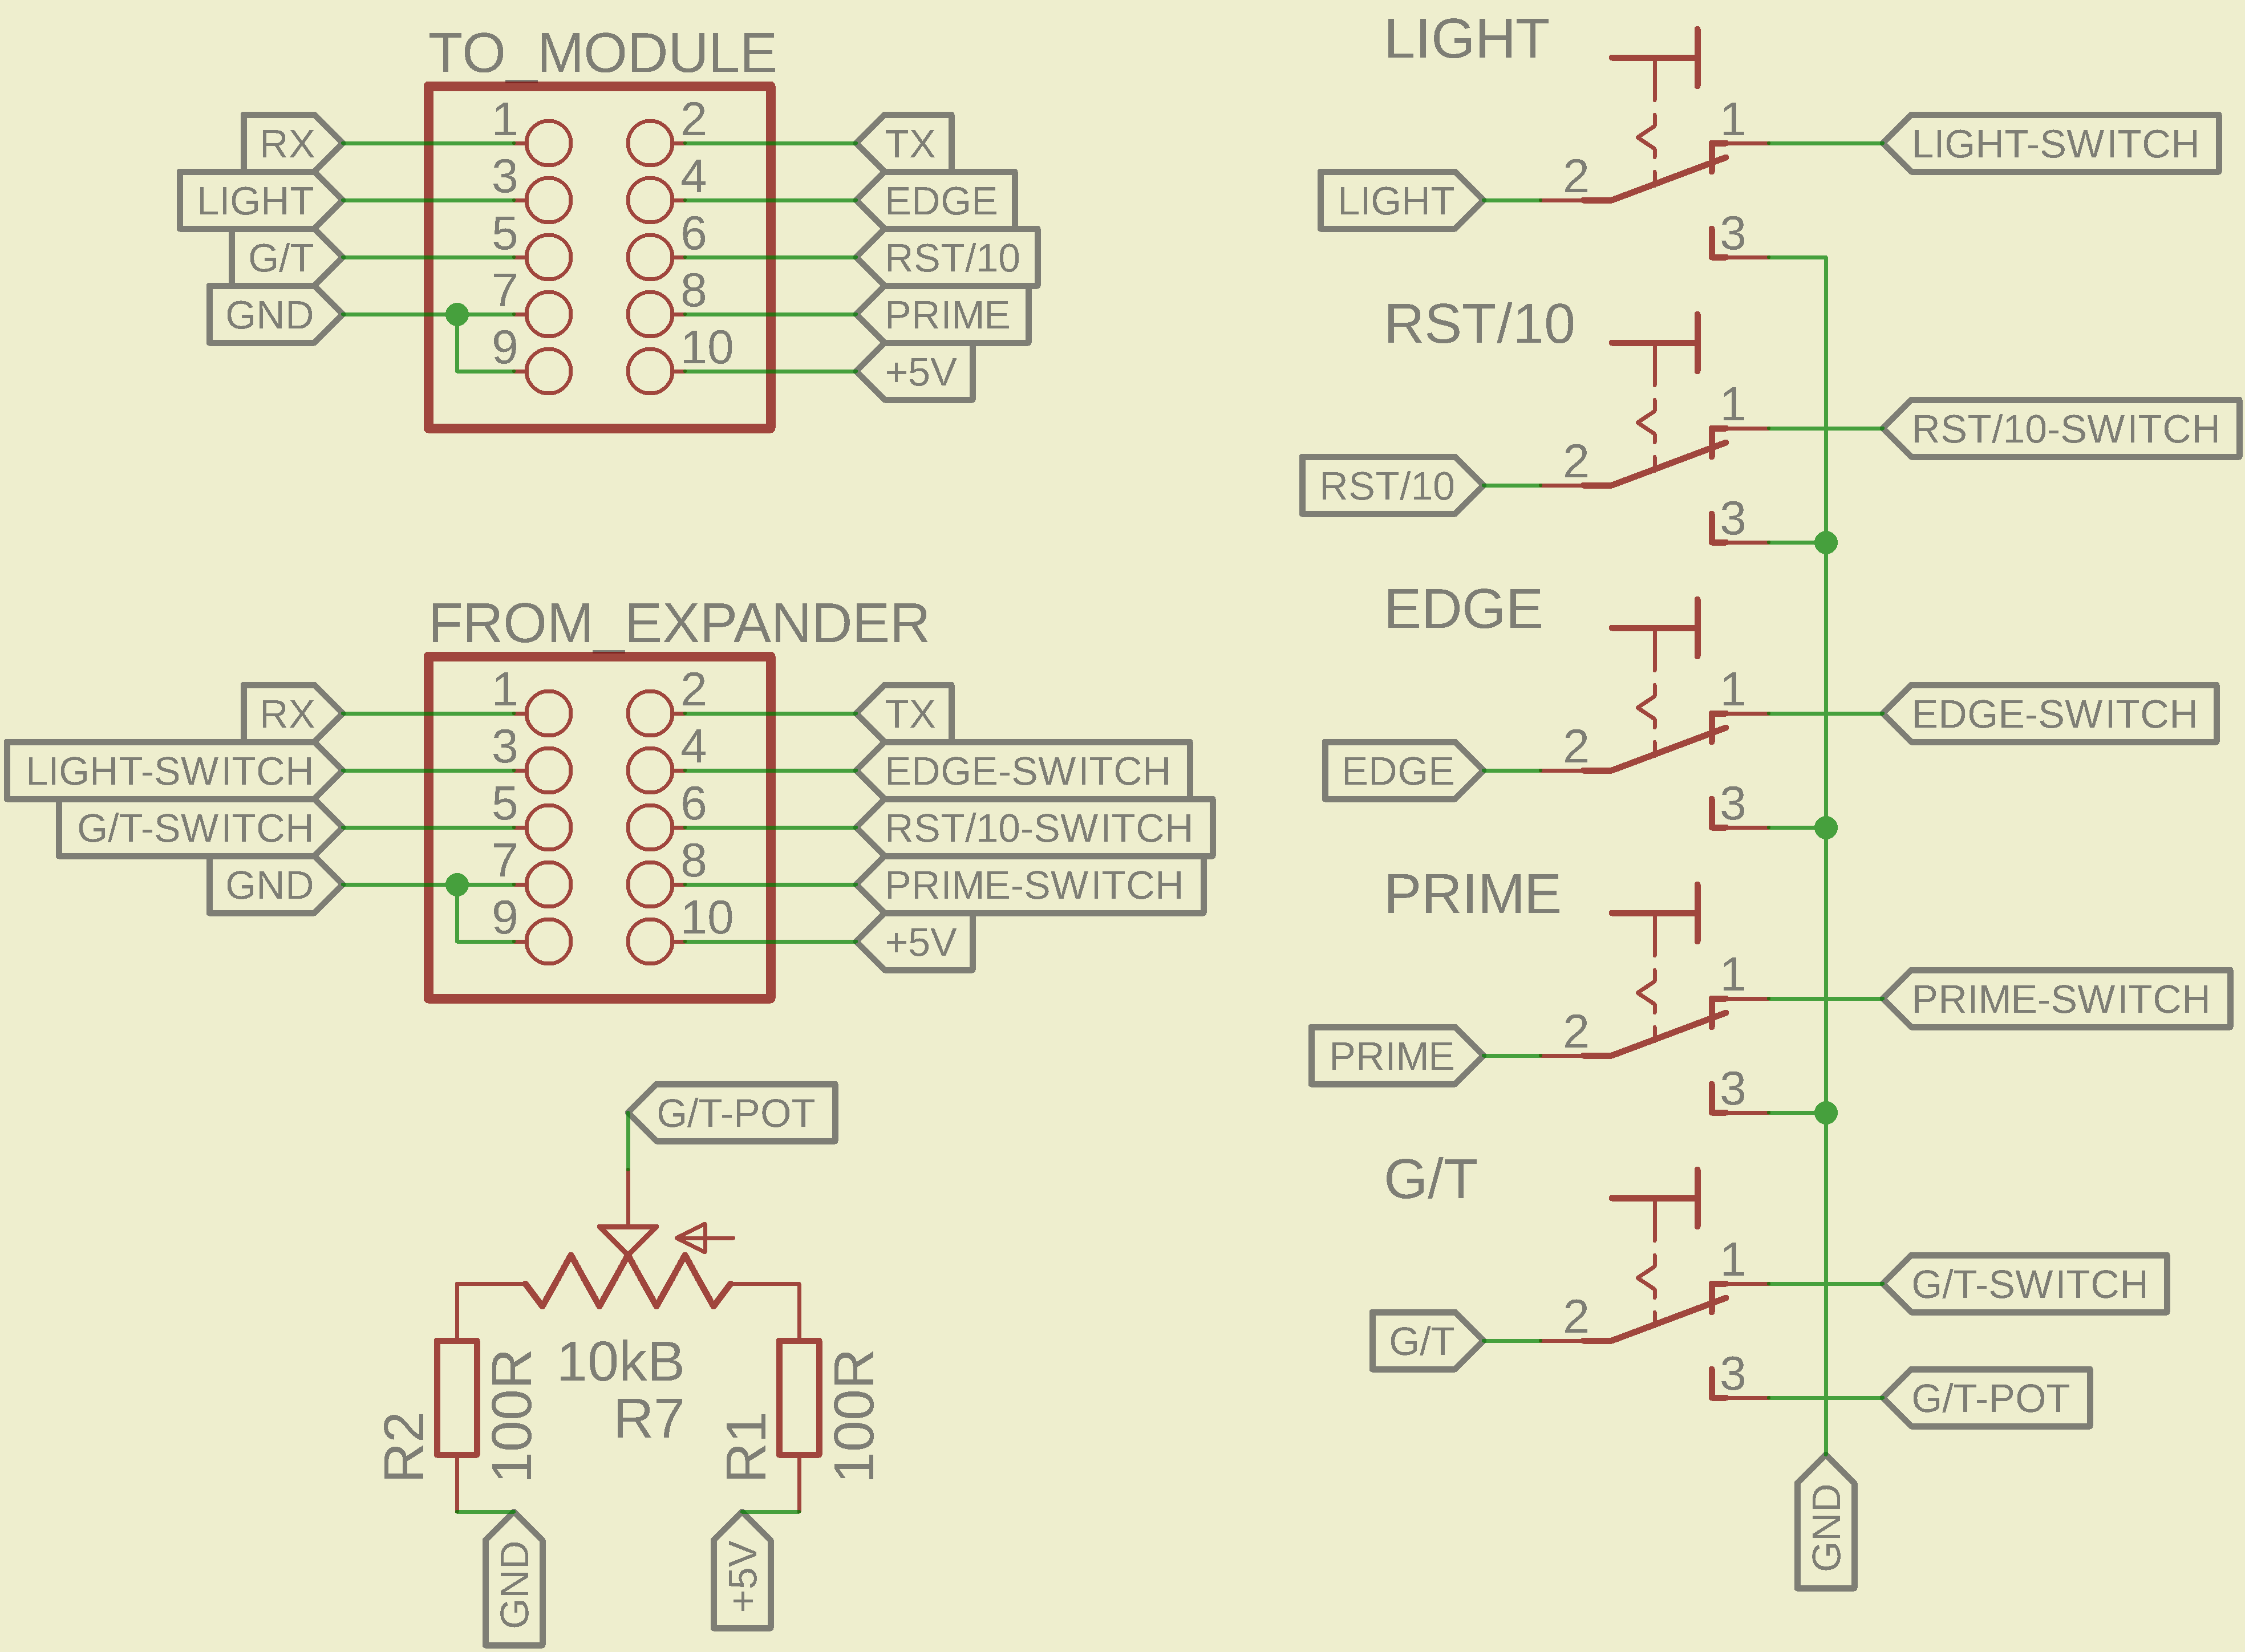 TO_MODULE
1 2
RX TX
3 4
LIGHT EDGE
5 6
G/T RST/10
7 8
GND PRIME
9 10
+5V
FROM_EXPANDER
1 2
RX TX
3 4
LIGHT-SWITCH EDGE-SWITCH
5 6
G/T-SWITCH RST/10-SWITCH
7 8
GND PRIME-SWITCH
9 10
+5V
G/T-POT
10kB
R7
R2
100R
R1
100R
GND
+5V
LIGHT
1
LIGHT-SWITCH
2
LIGHT
3
RST/10
1
RST/10-SWITCH
2
RST/10
3
EDGE
1
EDGE-SWITCH
2
EDGE
3
PRIME
1
PRIME-SWITCH
2
PRIME
3
G/T
1
G/T-SWITCH
2
G/T
3
G/T-POT
GND